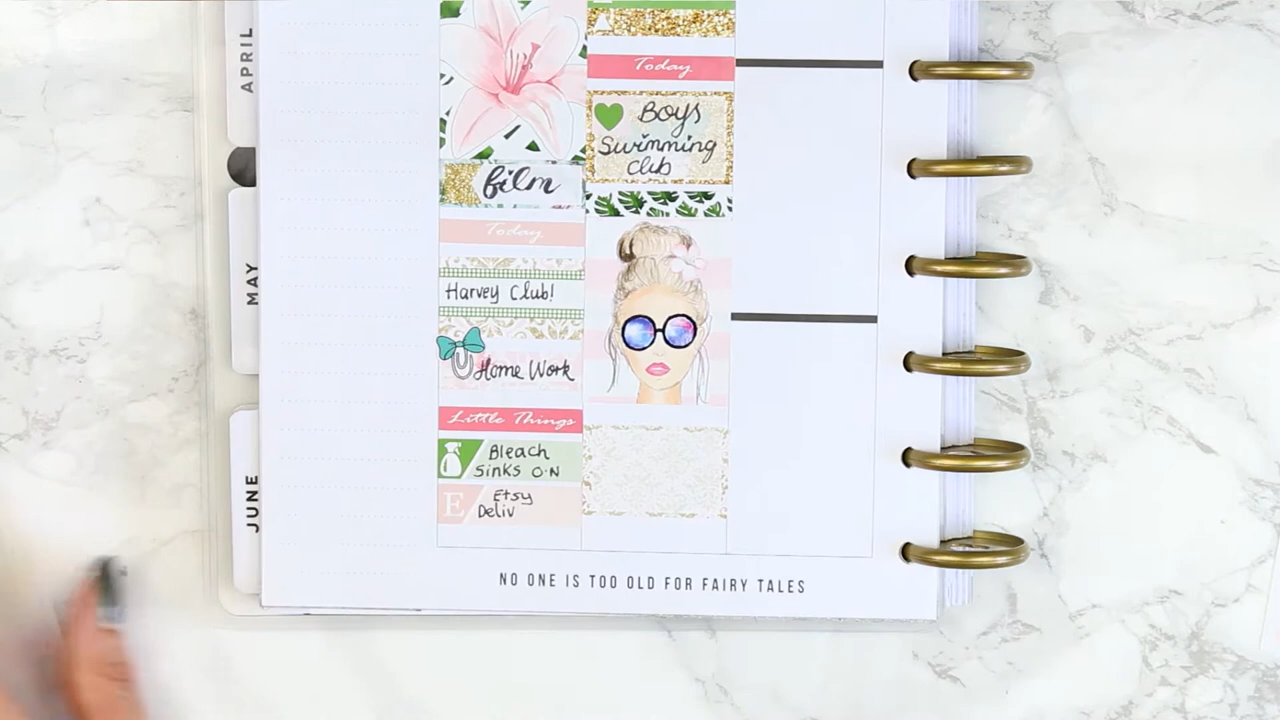 APRIL
MAY
JUNE
film
Today
Harvey Club!
Home Work
Little Things
Bleach
Sinks O.N
E
Etsy
Deliv
Today
Boys
Swimming
Club
NO ONE IS TOO OLD FOR FAIRY TALES